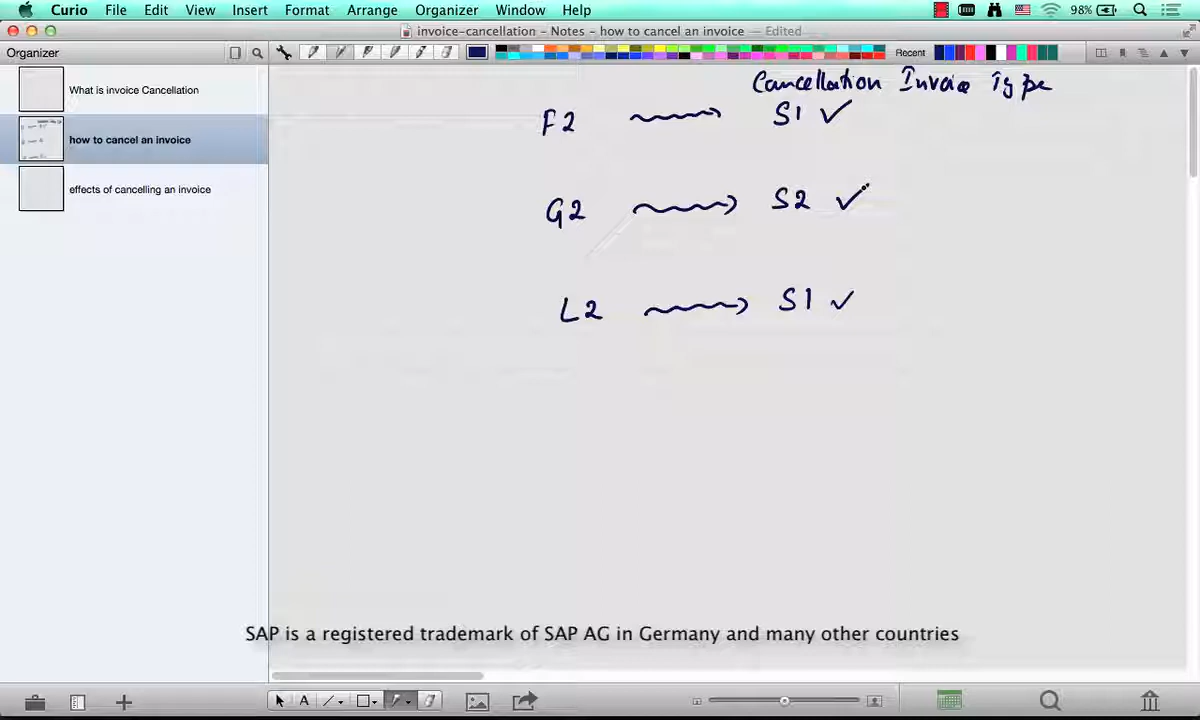 Curio File Edit View Insert Format Arrange Organizer Window Help 98%
invoice-cancellation - Notes - how to cancel an invoice — Edited
Organizer Recent
What is invoice Cancellation
how to cancel an invoice
effects of cancelling an invoice
Cancellation Invoice Type
F2 S1 ✓
G2 S2 ✓
L2 S1 ✓
SAP is a registered trademark of SAP AG in Germany and many other countries
A